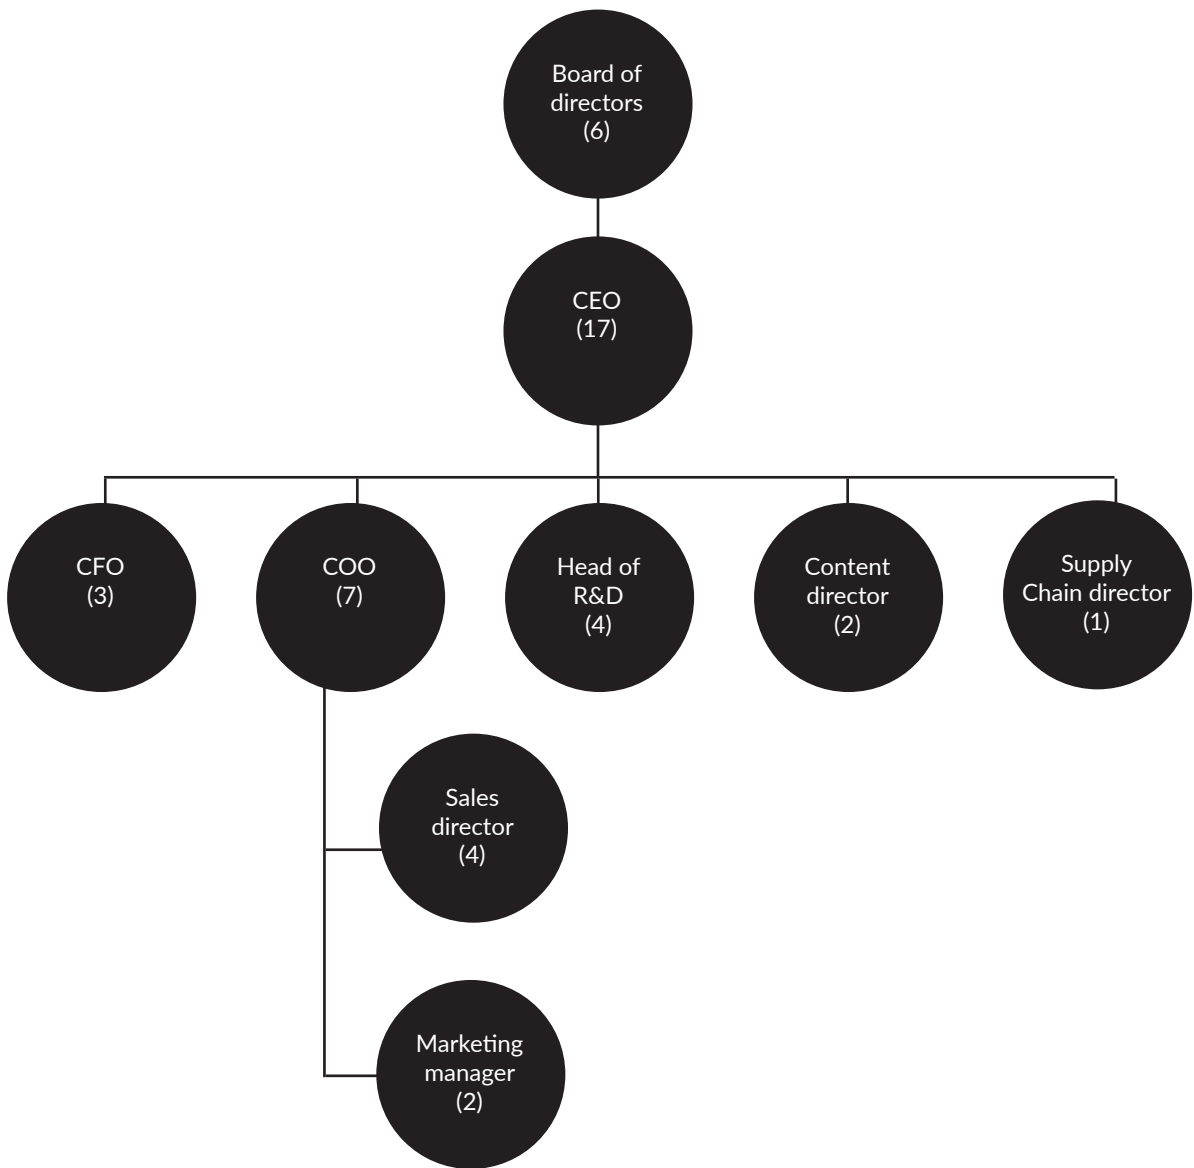 Board of
directors
(6)
CEO
(17)
CFO
(3)
COO
(7)
Head of
R&D
(4)
Content
director
(2)
Supply
Chain director
(1)
Sales
director
(4)
Marketing
manager
(2)